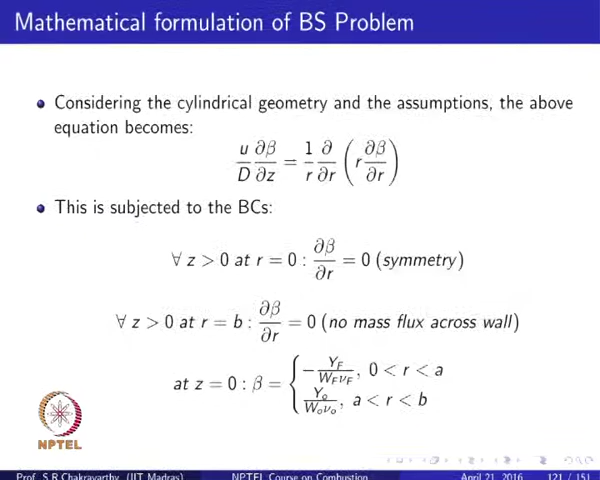 Mathematical formulation of BS Problem
Considering the cylindrical geometry and the assumptions, the above
equation becomes:
u/D ∂β/∂z = 1/r ∂/∂r ( r ∂β/∂r )
This is subjected to the BCs:
∀ z > 0 at r = 0 : ∂β/∂r = 0 (symmetry)
∀ z > 0 at r = b : ∂β/∂r = 0 (no mass flux across wall)
at z = 0 : β = { −Y_F/(W_F ν_F), 0 < r < a
Y_o/(W_o ν_o), a < r < b
NPTEL
Prof. S.R.Chakravarthy (IIT Madras) NPTEL Course on Combustion April 21, 2016 121 / 151